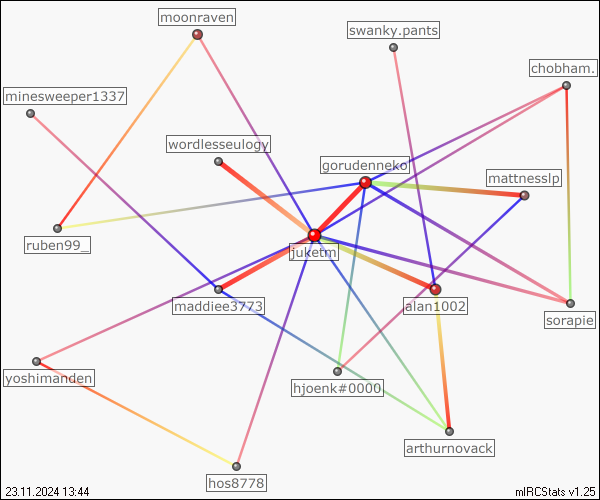 moonraven
swanky.pants
chobham.
minesweeper1337
wordlesseulogy
gorudenneko
mattnesslp
ruben99_
juketm
maddiee3773
alan1002
sorapie
yoshimanden
hjoenk#0000
arthurnovack
hos8778
23.11.2024 13:44
mIRCStats v1.25